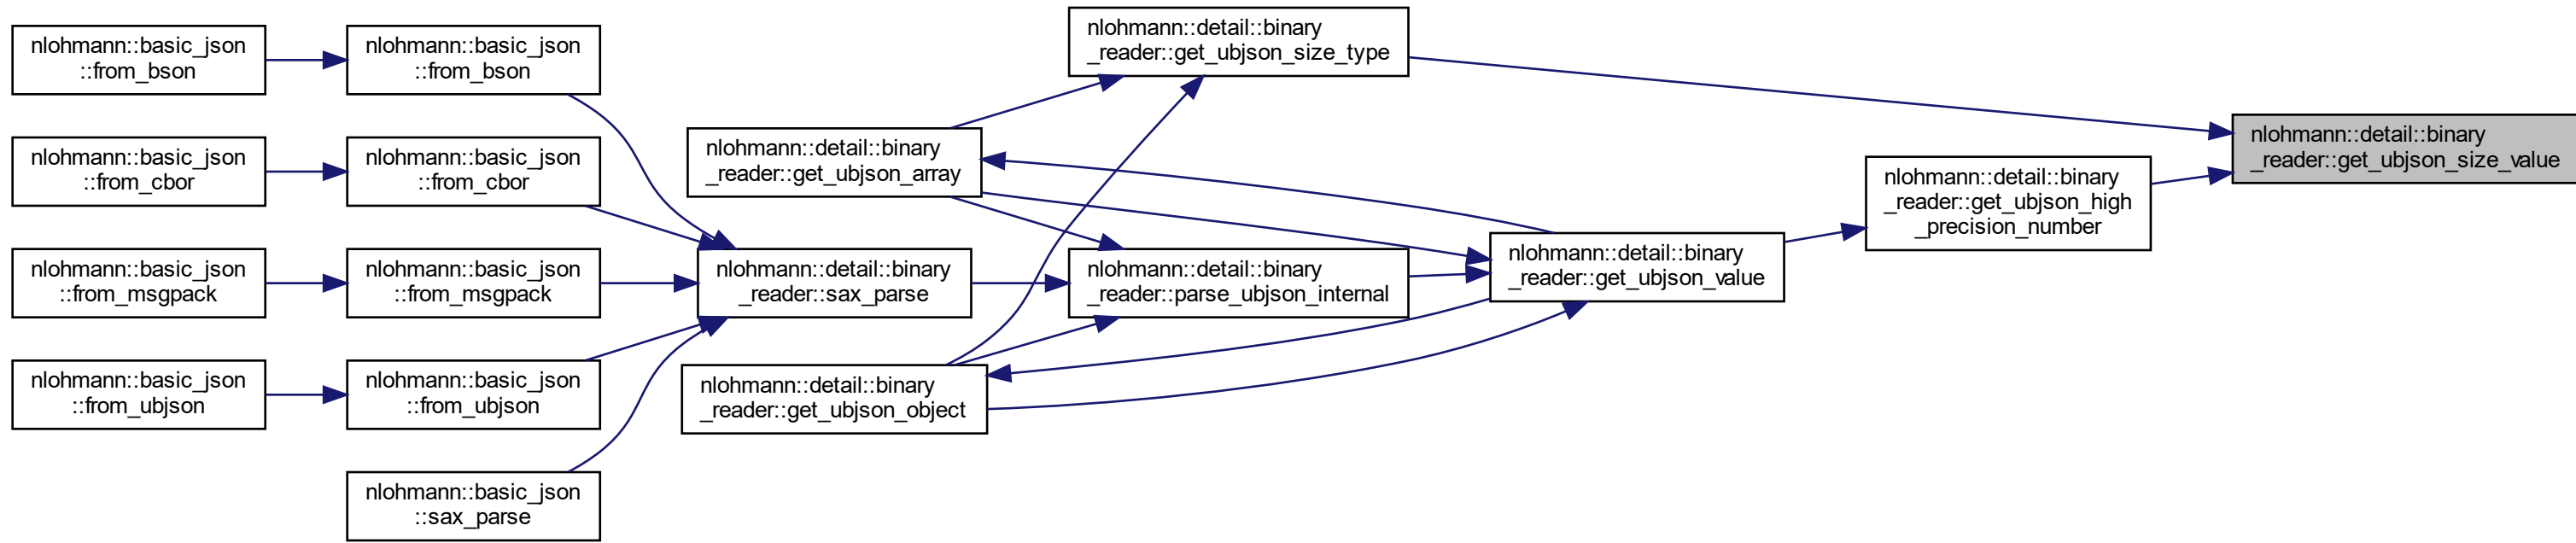 nlohmann::basic_json
::from_bson
nlohmann::basic_json
::from_cbor
nlohmann::basic_json
::from_msgpack
nlohmann::basic_json
::from_ubjson
nlohmann::basic_json
::from_bson
nlohmann::basic_json
::from_cbor
nlohmann::basic_json
::from_msgpack
nlohmann::basic_json
::from_ubjson
nlohmann::basic_json
::sax_parse
nlohmann::detail::binary
_reader::get_ubjson_array
nlohmann::detail::binary
_reader::sax_parse
nlohmann::detail::binary
_reader::get_ubjson_object
nlohmann::detail::binary
_reader::get_ubjson_size_type
nlohmann::detail::binary
_reader::parse_ubjson_internal
nlohmann::detail::binary
_reader::get_ubjson_value
nlohmann::detail::binary
_reader::get_ubjson_high
_precision_number
nlohmann::detail::binary
_reader::get_ubjson_size_value